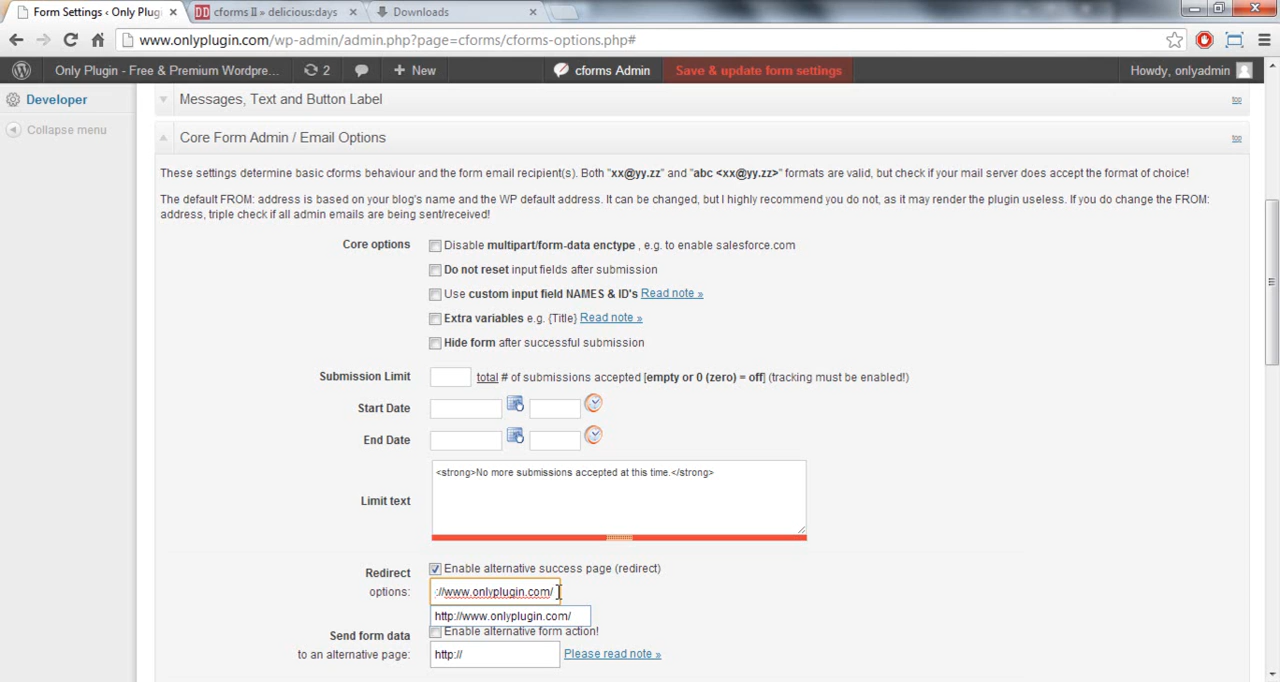 Form Settings ‹ Only Plug
cforms II » delicious:days
Downloads
www.onlyplugin.com/wp-admin/admin.php?page=cforms/cforms-options.php#
Only Plugin - Free & Premium Wordpre...
2
New
cforms Admin
Save & update form settings
Howdy, onlyadmin
Developer
Messages, Text and Button Label
top
Collapse menu
Core Form Admin / Email Options
top
These settings determine basic cforms behaviour and the form email recipient(s). Both "xx@yy.zz" and "abc <xx@yy.zz>" formats are valid, but check if your mail server does accept the format of choice!
The default FROM: address is based on your blog's name and the WP default address. It can be changed, but I highly recommend you do not, as it may render the plugin useless. If you do change the FROM:
address, triple check if all admin emails are being sent/received!
Core options
Disable multipart/form-data enctype , e.g. to enable salesforce.com
Do not reset input fields after submission
Use custom input field NAMES & ID's Read note »
Extra variables e.g. {Title} Read note »
Hide form after successful submission
Submission Limit
total # of submissions accepted [empty or 0 (zero) = off] (tracking must be enabled!)
Start Date
End Date
<strong>No more submissions accepted at this time.</strong>
Limit text
Redirect
Enable alternative success page (redirect)
options:
://www.onlyplugin.com/
http://www.onlyplugin.com/
Send form data
Enable alternative form action!
to an alternative page:
http://
Please read note »